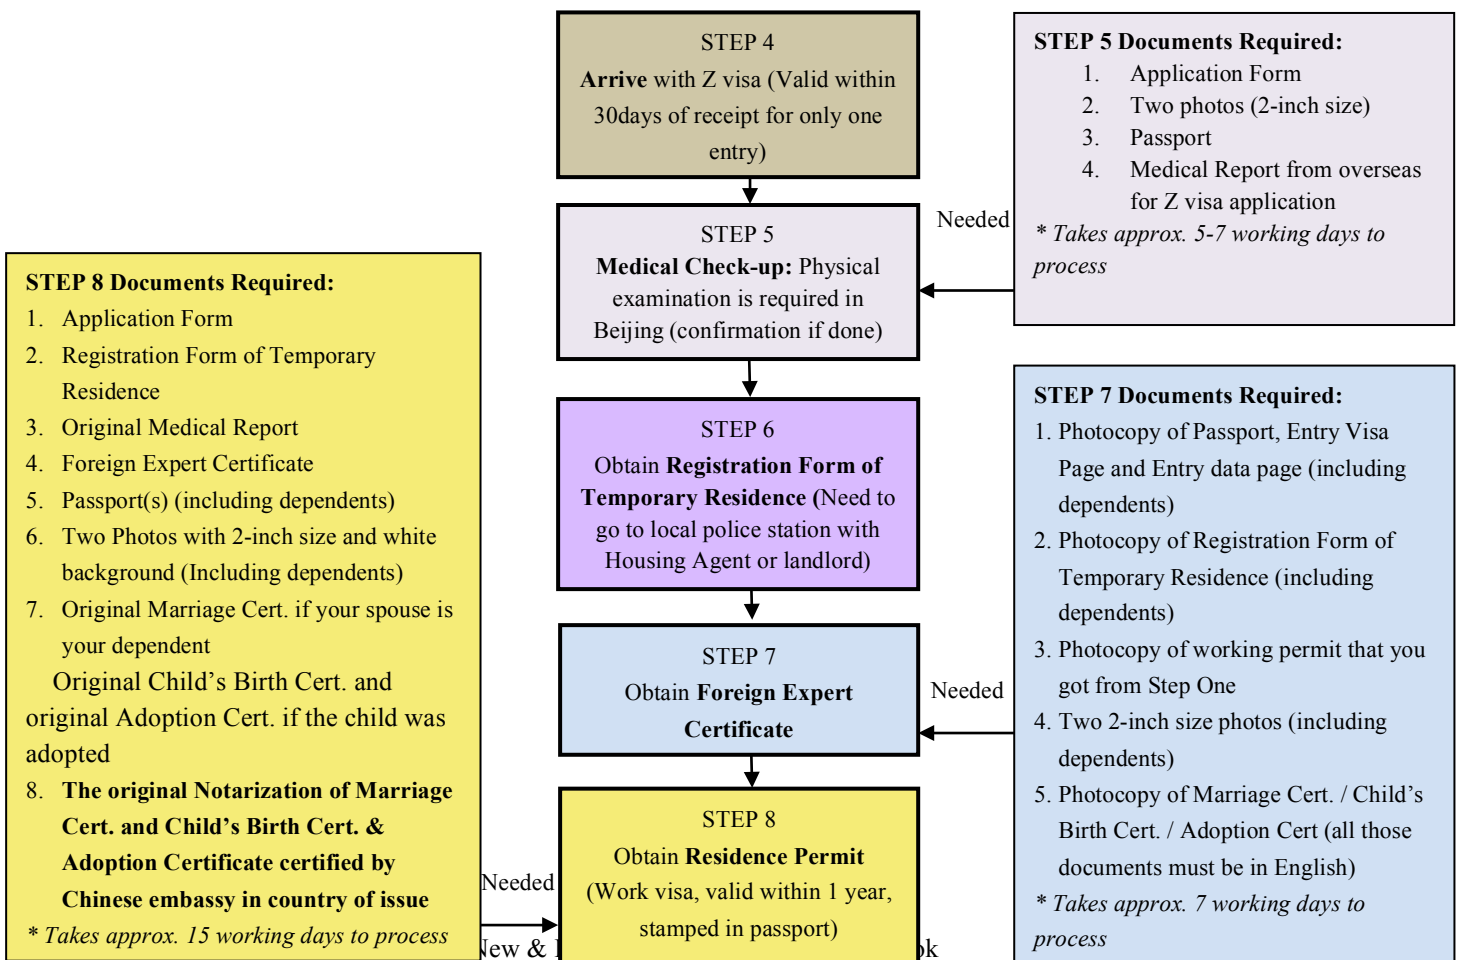 STEP 4
Arrive with Z visa (Valid within
30days of receipt for only one
entry)
STEP 5 Documents Required:
1. Application Form
2. Two photos (2-inch size)
3. Passport
4. Medical Report from overseas
for Z visa application
* Takes approx. 5-7 working days to
process
Needed
STEP 5
Medical Check-up: Physical
examination is required in
Beijing (confirmation if done)
STEP 8 Documents Required:
1. Application Form
2. Registration Form of Temporary
Residence
3. Original Medical Report
4. Foreign Expert Certificate
5. Passport(s) (including dependents)
6. Two Photos with 2-inch size and white
background (Including dependents)
7. Original Marriage Cert. if your spouse is
your dependent
Original Child's Birth Cert. and
original Adoption Cert. if the child was
adopted
8. The original Notarization of Marriage
Cert. and Child's Birth Cert. &
Adoption Certificate certified by
Chinese embassy in country of issue
* Takes approx. 15 working days to process
STEP 6
Obtain Registration Form of
Temporary Residence (Need to
go to local police station with
Housing Agent or landlord)
STEP 7 Documents Required:
1. Photocopy of Passport, Entry Visa
Page and Entry data page (including
dependents)
2. Photocopy of Registration Form of
Temporary Residence (including
dependents)
3. Photocopy of working permit that you
got from Step One
4. Two 2-inch size photos (including
dependents)
5. Photocopy of Marriage Cert. / Child's
Birth Cert. / Adoption Cert (all those
documents must be in English)
* Takes approx. 7 working days to
process
STEP 7
Obtain Foreign Expert
Certificate
Needed
STEP 8
Obtain Residence Permit
(Work visa, valid within 1 year,
stamped in passport)
Needed
New &